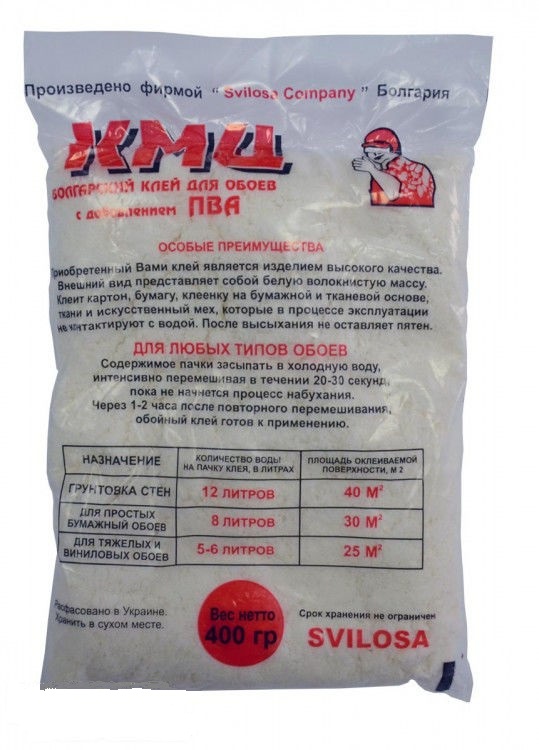 Произведено фирмой " Svilosa Company " Болгария
КМЦ
БОЛГАРСКИЙ КЛЕЙ ДЛЯ ОБОЕВ
с добавлением ПВА
ОСОБЫЕ ПРЕИМУЩЕСТВА
Приобретенный Вами клей является изделием высокого качества.
Внешний вид представляет собой белую волокнистую массу.
Клеит картон, бумагу, клеенку на бумажной и тканевой основе,
ткани и искусственный мех, которые в процессе эксплуатации
не контактируют с водой. После высыхания не оставляет пятен.
ДЛЯ ЛЮБЫХ ТИПОВ ОБОЕВ
Содержимое пачки засыпать в холодную воду,
интенсивно перемешивая в течении 20-30 секунд,
пока не начнется процесс набухания.
Через 1-2 часа после повторного перемешивания,
обойный клей готов к применению.
НАЗНАЧЕНИЕ
КОЛИЧЕСТВО ВОДЫ
НА ПАЧКУ КЛЕЯ, В ЛИТРАХ
ПЛОЩАДЬ ОКЛЕИВАЕМОЙ
ПОВЕРХНОСТИ, М 2
ГРУНТОВКА СТЕН
12 ЛИТРОВ
40 М²
ДЛЯ ПРОСТЫХ
БУМАЖНЫЙ ОБОЕВ
8 ЛИТРОВ
30 М²
ДЛЯ ТЯЖЕЛЫХ И
ВИНИЛОВЫХ ОБОЕВ
5-6 ЛИТРОВ
25 М²
Расфасовано в Украине.
Хранить в сухом месте.
Вес нетто
400 гр
Срок хранения не ограничен
SVILOSA